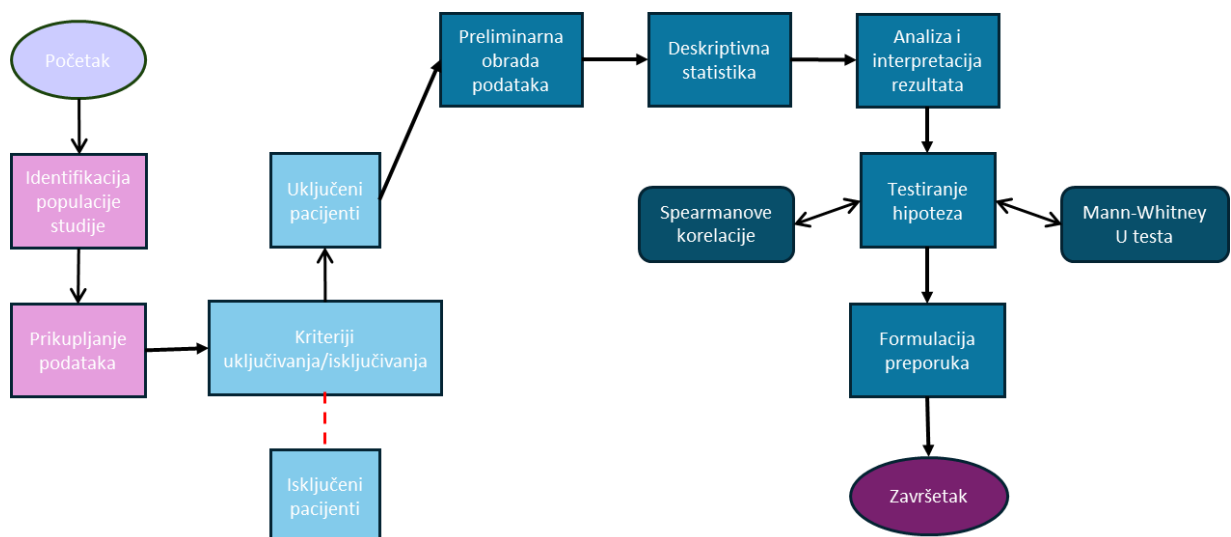 Početak
Identifikacija
populacije
studije
Prikupljanje
podataka
Kriteriji
uključivanja/isključivanja
Uključeni
pacijenti
Isključeni
pacijenti
Preliminarna
obrada
podataka
Deskriptivna
statistika
Analiza i
interpretacija
rezultata
Testiranje
hipoteza
Spearmanove
korelacije
Mann-Whitney
U testa
Formulacija
preporuka
Završetak